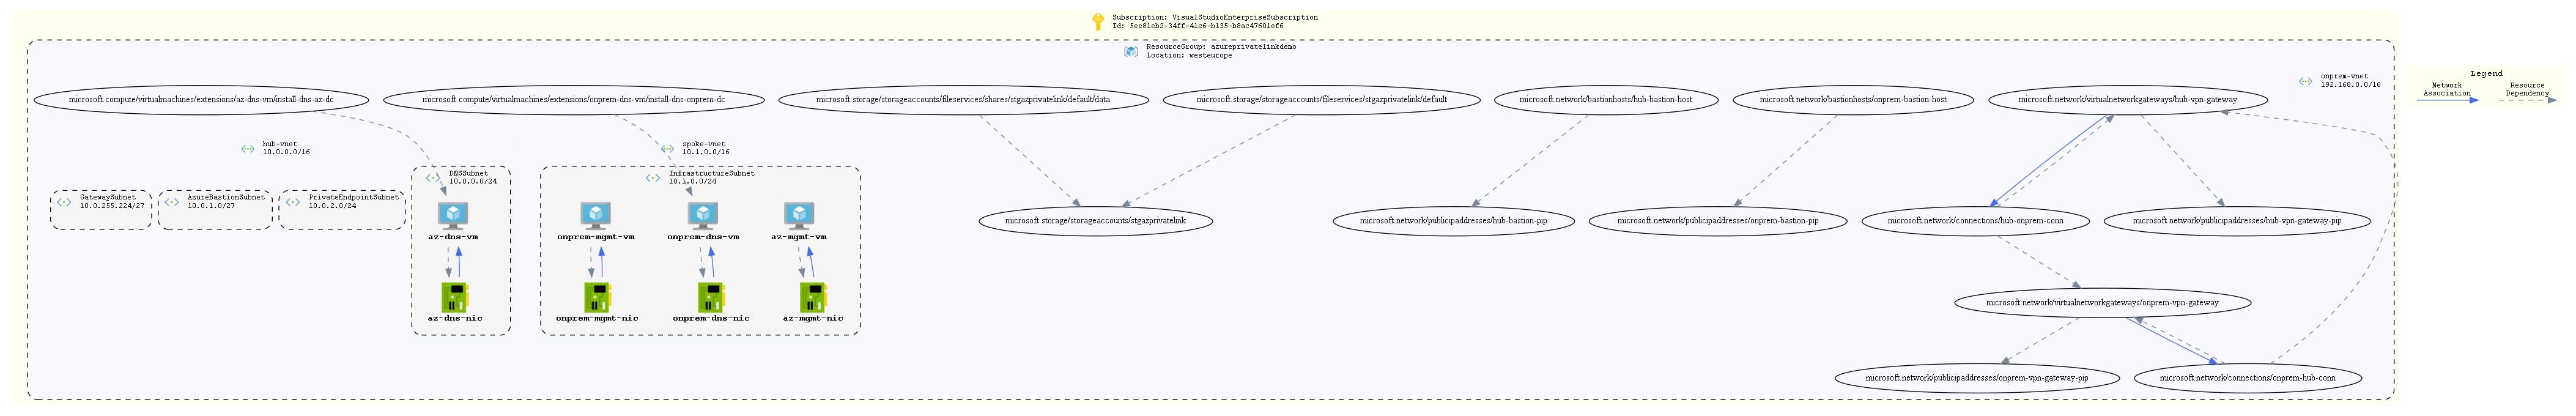 Subscription: VisualStudioEnterpriseSubscription
Id: 5ee81eb2-34ff-41c6-b135-b8ac47601ef6
ResourceGroup: azureprivatelinkdemo
Location: westeurope
Legend
Network
Association
Resource
Dependency
onprem-vnet
192.168.0.0/16
microsoft.compute/virtualmachines/extensions/az-dns-vm/install-dns-az-dc
microsoft.compute/virtualmachines/extensions/onprem-dns-vm/install-dns-onprem-dc
microsoft.storage/storageaccounts/fileservices/shares/stgazprivatelink/default/data
microsoft.storage/storageaccounts/fileservices/stgazprivatelink/default
microsoft.network/bastionhosts/hub-bastion-host
microsoft.network/bastionhosts/onprem-bastion-host
microsoft.network/virtualnetworkgateways/hub-vpn-gateway
hub-vnet
10.0.0.0/16
spoke-vnet
10.1.0.0/16
GatewaySubnet
10.0.255.224/27
AzureBastionSubnet
10.0.1.0/27
PrivateEndpointSubnet
10.0.2.0/24
DNSSubnet
10.0.0.0/24
InfrastructureSubnet
10.1.0.0/24
az-dns-vm
onprem-mgmt-vm
onprem-dns-vm
az-mgmt-vm
microsoft.storage/storageaccounts/stgazprivatelink
microsoft.network/publicipaddresses/hub-bastion-pip
microsoft.network/publicipaddresses/onprem-bastion-pip
microsoft.network/connections/hub-onprem-conn
microsoft.network/publicipaddresses/hub-vpn-gateway-pip
az-dns-nic
onprem-mgmt-nic
onprem-dns-nic
az-mgmt-nic
microsoft.network/virtualnetworkgateways/onprem-vpn-gateway
microsoft.network/publicipaddresses/onprem-vpn-gateway-pip
microsoft.network/connections/onprem-hub-conn